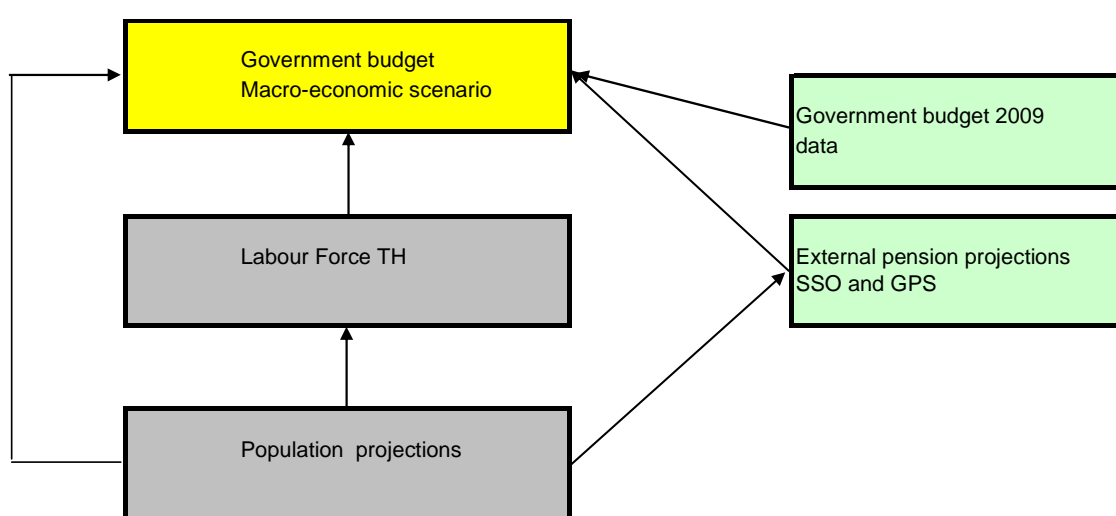 Government budget
Macro-economic scenario
Government budget 2009
data
Labour Force TH
External pension projections
SSO and GPS
Population projections